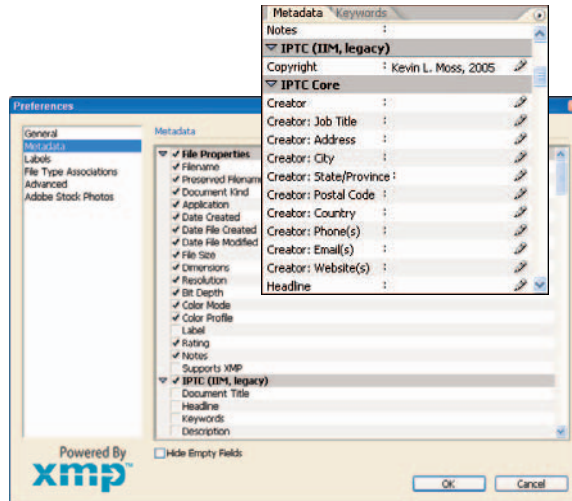 Metadata Keywords
Notes :
IPTC (IIM, legacy)
Copyright : Kevin L. Moss, 2005
IPTC Core
Creator :
Creator: Job Title :
Creator: Address :
Creator: City :
Creator: State/Province :
Creator: Postal Code :
Creator: Country :
Creator: Phone(s) :
Creator: Email(s) :
Creator: Website(s) :
Headline :
Preferences
General
Metadata
Labels
File Type Associations
Advanced
Adobe Stock Photos
Metadata
File Properties
Filename
Preserved Filename
Document Kind
Application
Date Created
Date File Created
Date File Modified
File Size
Dimensions
Resolution
Bit Depth
Color Mode
Color Profile
Label
Rating
Notes
Supports XMP
IPTC (IIM, legacy)
Document Title
Headline
Keywords
Description
Hide Empty Fields
Powered By
xmp
OK Cancel